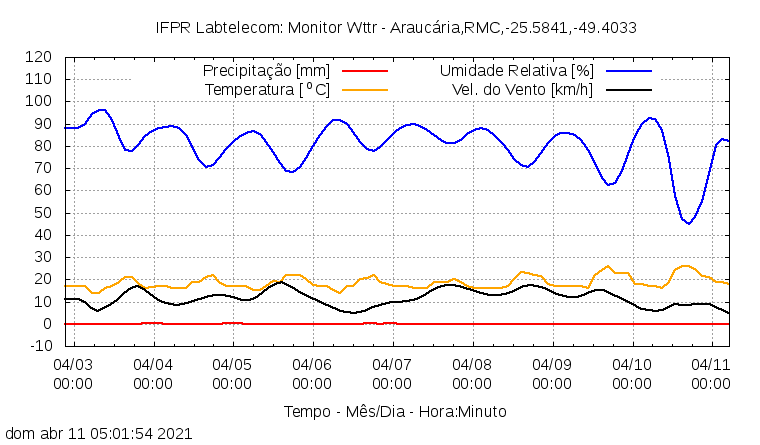 IFPR Labtelecom: Monitor Wttr - Araucária,RMC,-25.5841,-49.4033
120
110
100
90
80
70
60
50
40
30
20
10
0
-10
Precipitação [mm]
Temperatura [ ⁰C]
Umidade Relativa [%]
Vel. do Vento [km/h]
04/03 04/04 04/05 04/06 04/07 04/08 04/09 04/10 04/11
00:00 00:00 00:00 00:00 00:00 00:00 00:00 00:00 00:00
Tempo - Mês/Dia - Hora:Minuto
dom abr 11 05:01:54 2021